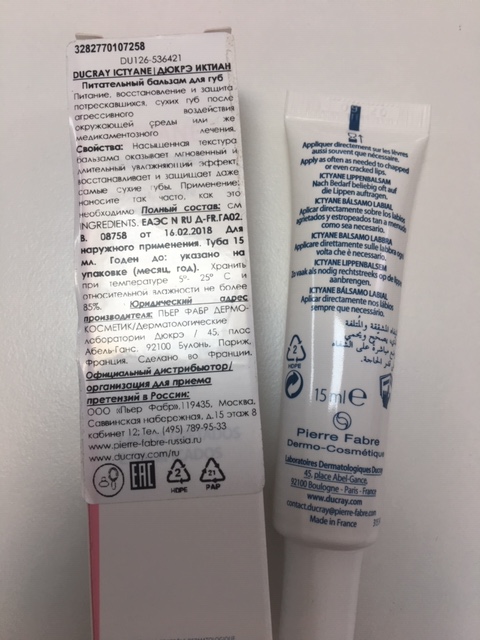 3282770107258
DU126-536421
DUCRAY ICTYANE|ДЮКРЭ ИКТИАН
Питательный бальзам для губ
Питание, восстановление и защита
потрескавшихся, сухих губ после
агрессивного воздействия
окружающей среды или же
медикаментозного лечения.
Свойства: Насыщенная текстура
бальзама оказывает мгновенный и
длительный увлажняющий эффект,
восстанавливает и защищает даже
самые сухие губы. Применение:
наносите так часто, как это
необходимо Полный состав: см
INGREDIENTS. ЕАЭС N RU Д-FR.ГА02.
В. 08758 от 16.02.2018 Для
наружного применения. Туба 15
мл. Годен до: указано на
упаковке (месяц, год). Хранить
при температуре 5º- 25° С и
относительной влажности не более
85%. Юридический адрес
производителя: ПЬЕР ФАБР ДЕРМО-
КОСМЕТИК/Дерматологические
лаборатории Дюкрэ / 45, плас
Абель-Ганс, 92100 Булонь, Париж,
Франция. Сделано во Франции.
Официальный дистрибьютор/
организация для приема
претензий в России:
ООО «Пьер Фабр».119435, Москва,
Саввинская набережная, д.15 этаж 8
кабинет 12; Тел. (495) 789-95-33
www.pierre-fabre-russia.ru
www.ducray.com/ru
EAC
2
HDPE
21
PAP
Appliquer directement sur les lèvres
aussi souvent que nécessaire.
Apply as often as needed to chapped
or even cracked lips.
ICTYANE LIPPENBALSAM
Nach Bedarf beliebig oft auf
die Lippen auftragen.
ICTYANE BALSAMO LABIAL
Aplicar directamente sobre los labios
agrietados y estropeados tan a menudo
como sea necesario.
ICTYANE BALSAMO LABBRA
Applicare direttamente sulle labbra ogni
volta che è necessario.
ICTYANE LIPPENBALSEM
Zo vaak als nodig rechtstreeks op de lippen
aanbrengen.
ICTYANE BÁLSAMO LABIAL
Aplicar directamente nos lábios
sempre que necessário.
2
HDPE
15 ml e
Pierre Fabre
Dermo-Cosmétique
Laboratoires Dermatologiques Ducray
45, place Abel-Gance,
92100 Boulogne - Paris - France
www.ducray.com
contact.ducray@pierre-fabre.com
Made in France